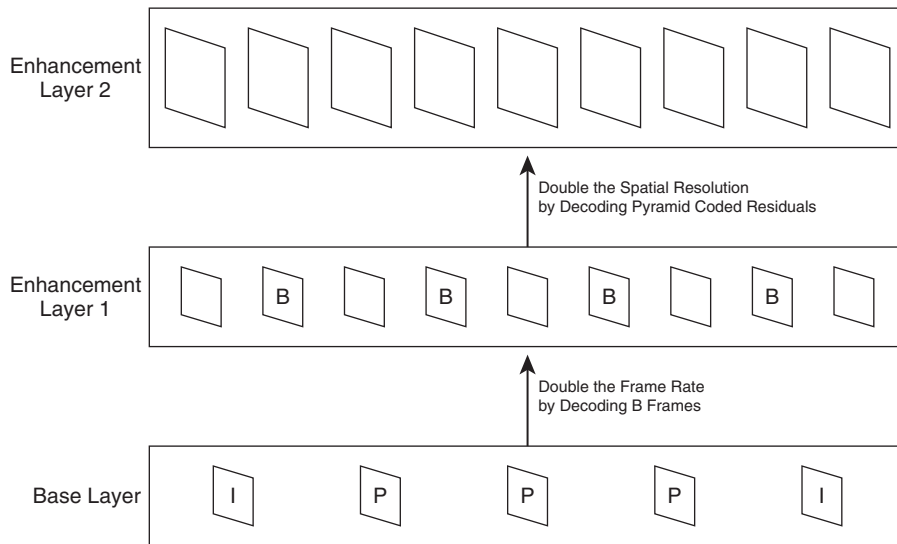 Enhancement
Layer 2
Double the Spatial Resolution
by Decoding Pyramid Coded Residuals
Enhancement
Layer 1
B B B B
Double the Frame Rate
by Decoding B Frames
Base Layer
I P P P I